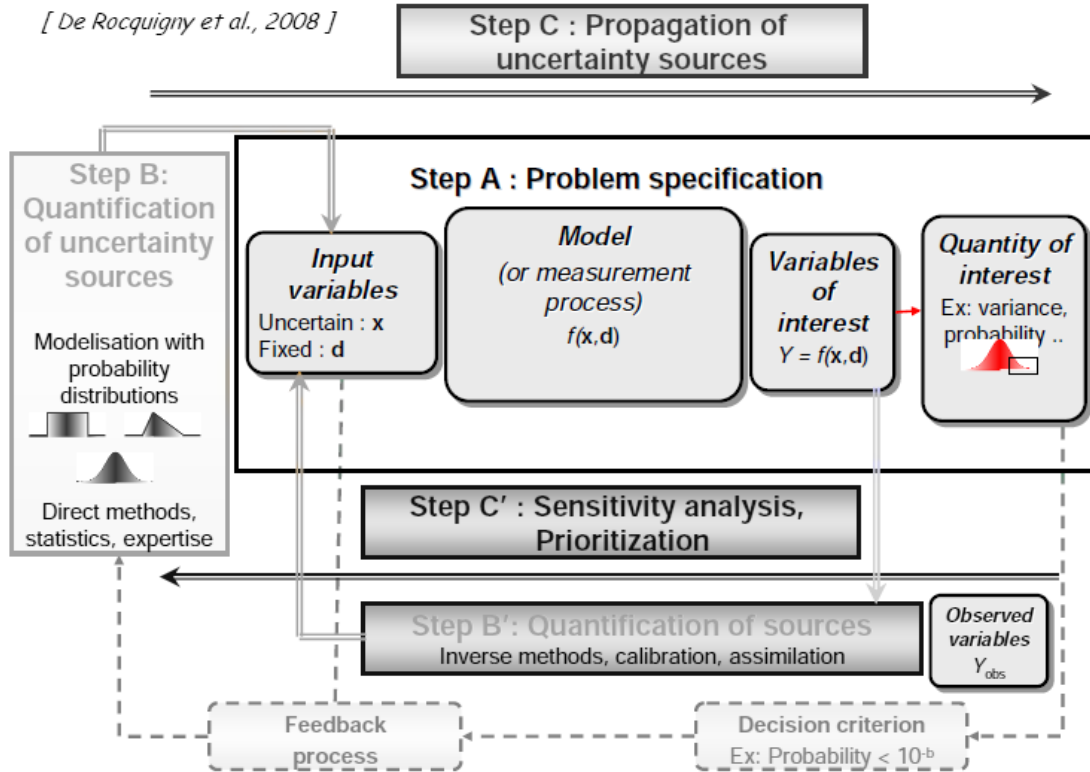 [ De Rocquigny et al., 2008 ]
Step C : Propagation of
uncertainty sources
Step B:
Quantification
of uncertainty
sources
Modelisation with
probability
distributions
Direct methods,
statistics, expertise
Step A : Problem specification
Input
variables
Uncertain : x
Fixed : d
Model
(or measurement
process)
f(x,d)
Variables
of
interest
Y = f(x,d)
Quantity of
interest
Ex: variance,
probability ..
Step C' : Sensitivity analysis,
Prioritization
Step B': Quantification of sources
Inverse methods, calibration, assimilation
Observed
variables
Yobs
Feedback
process
Decision criterion
Ex: Probability < 10-b